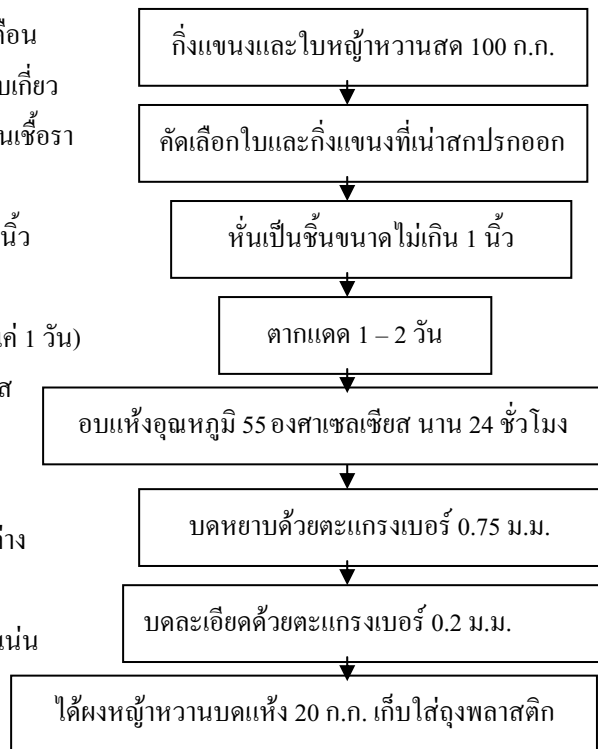 กิ่งแขนงและใบหญ้าหวานสด 100 ก.ก.
คัดเลือกใบและกิ่งแขนงที่เน่าสกปรกออก
หั่นเป็นชิ้นขนาดไม่เกิน 1 นิ้ว
นิ้ว
ตากแดด 1 – 2 วัน
1 วัน)
อบแห้งอุณหภูมิ 55 องศาเซลเซียส นาน 24 ชั่วโมง
บดหยาบด้วยตะแกรงเบอร์ 0.75 ม.ม.
บดละเอียดด้วยตะแกรงเบอร์ 0.2 ม.ม.
ได้ผงหญ้าหวานบดแห้ง 20 ก.ก. เก็บใส่ถุงพลาสติก